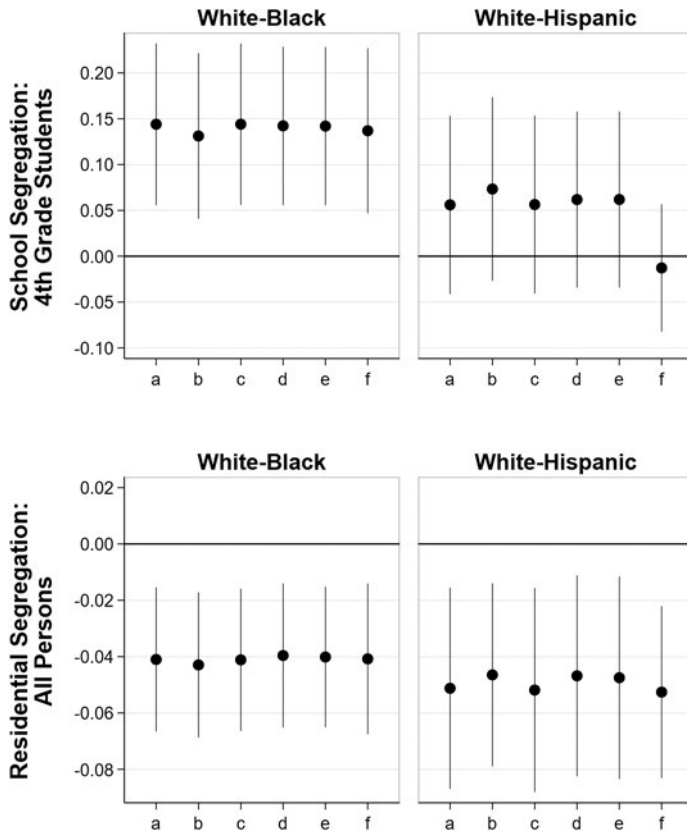 White-Black
White-Hispanic
School Segregation:
4th Grade Students
0.20
0.15
0.10
0.05
0.00
-0.05
-0.10
a b c d e f
a b c d e f
White-Black
White-Hispanic
Residential Segregation:
All Persons
0.02
0.00
-0.02
-0.04
-0.06
-0.08
a b c d e f
a b c d e f